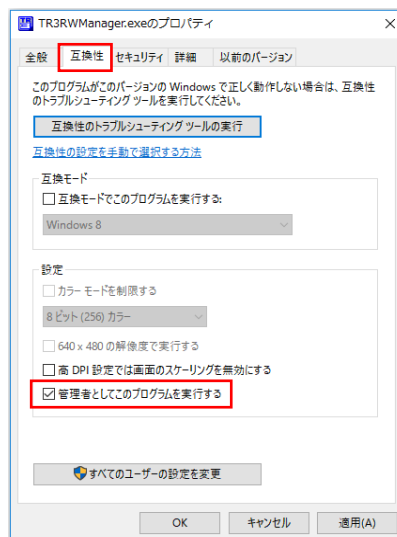 TR3RWManager.exeのプロパティ
全般 互換性 セキュリティ 詳細 以前のバージョン
このプログラムがこのバージョンの Windows で正しく動作しない場合は、互換性
のトラブルシューティング ツールを実行してください。
互換性のトラブルシューティング ツールの実行
互換性の設定を手動で選択する方法
互換モード
互換モードでこのプログラムを実行する:
Windows 8
設定
カラー モードを制限する
8 ビット (256) カラー
640 x 480 の解像度で実行する
高 DPI 設定では画面のスケーリングを無効にする
管理者としてこのプログラムを実行する
すべてのユーザーの設定を変更
OK キャンセル 適用(A)